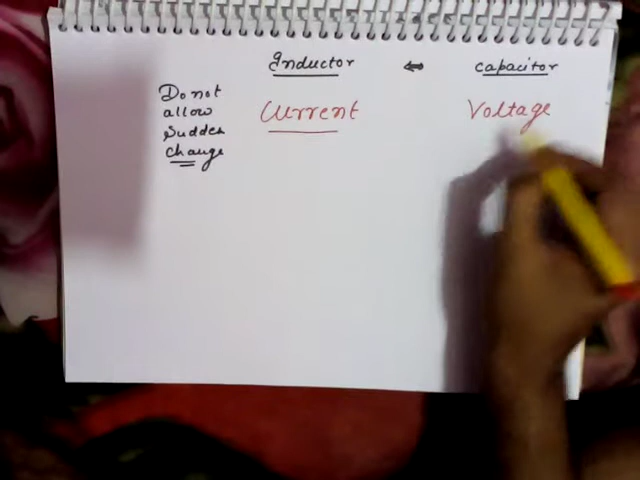 Inductor ⇔ capacitor
Do not
allow
sudden
change
Current
Voltage